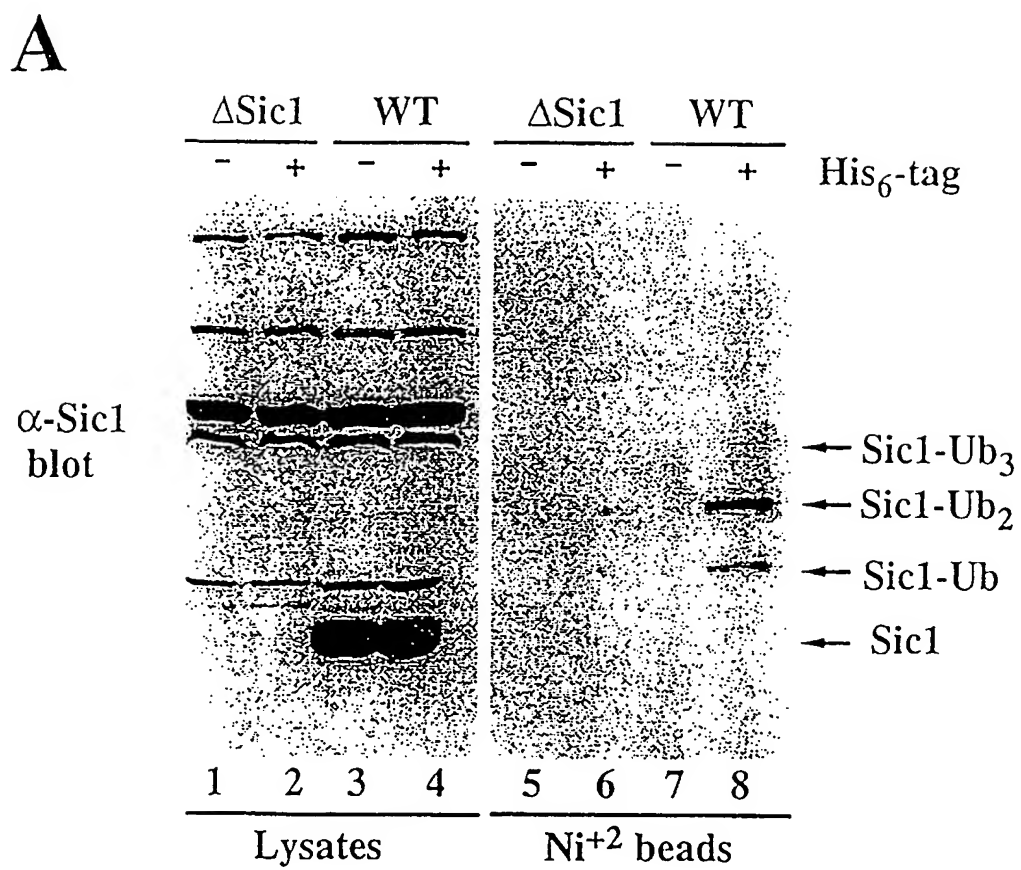 A
ΔSic1 WT ΔSic1 WT
- + - + - + - + His6-tag
α-Sic1
blot
Sic1-Ub3
Sic1-Ub2
Sic1-Ub
Sic1
1 2 3 4 5 6 7 8
Lysates Ni+2 beads